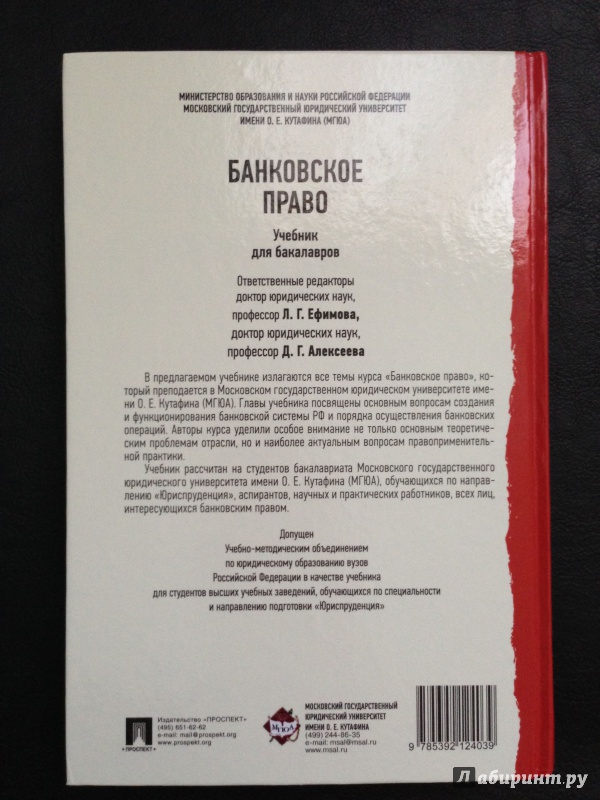 МИНИСТЕРСТВО ОБРАЗОВАНИЯ И НАУКИ РОССИЙСКОЙ ФЕДЕРАЦИИ
МОСКОВСКИЙ ГОСУДАРСТВЕННЫЙ ЮРИДИЧЕСКИЙ УНИВЕРСИТЕТ
ИМЕНИ О. Е. КУТАФИНА (МГЮА)
БАНКОВСКОЕ
ПРАВО
Учебник
для бакалавров
Ответственные редакторы
доктор юридических наук,
профессор Л. Г. Ефимова,
доктор юридических наук,
профессор Д. Г. Алексеева
В предлагаемом учебнике излагаются все темы курса «Банковское право», ко-
торый преподается в Московском государственном юридическом университете име-
ни О. Е. Кутафина (МГЮА). Главы учебника посвящены основным вопросам создания
и функционирования банковской системы РФ и порядка осуществления банковских
операций. Авторы курса уделили особое внимание не только основным теоретичес-
ким проблемам отрасли, но и наиболее актуальным вопросам правоприменитель-
ной практики.
Учебник рассчитан на студентов бакалавриата Московского государственного
юридического университета имени О. Е. Кутафина (МГЮА), обучающихся по направ-
лению «Юриспруденция», аспирантов, научных и практических работников, всех лиц,
интересующихся банковским правом.
Допущен
Учебно-методическим объединением
по юридическому образованию вузов
Российской Федерации в качестве учебника
для студентов высших учебных заведений, обучающихся по специальности
и направлению подготовки «Юриспруденция»
•ПРОСПЕКТ•
Издательство «ПРОСПЕКТ»
(495) 651-62-62
e-mail: mail@prospekt.org
www.prospekt.org
МГЮА
МОСКОВСКИЙ ГОСУДАРСТВЕННЫЙ
ЮРИДИЧЕСКИЙ УНИВЕРСИТЕТ
ИМЕНИ О. Е. КУТАФИНА
(499) 244-86-35
e-mail: msal@msal.ru
www.msal.ru
9 785392 124039
Лабиринт.ру